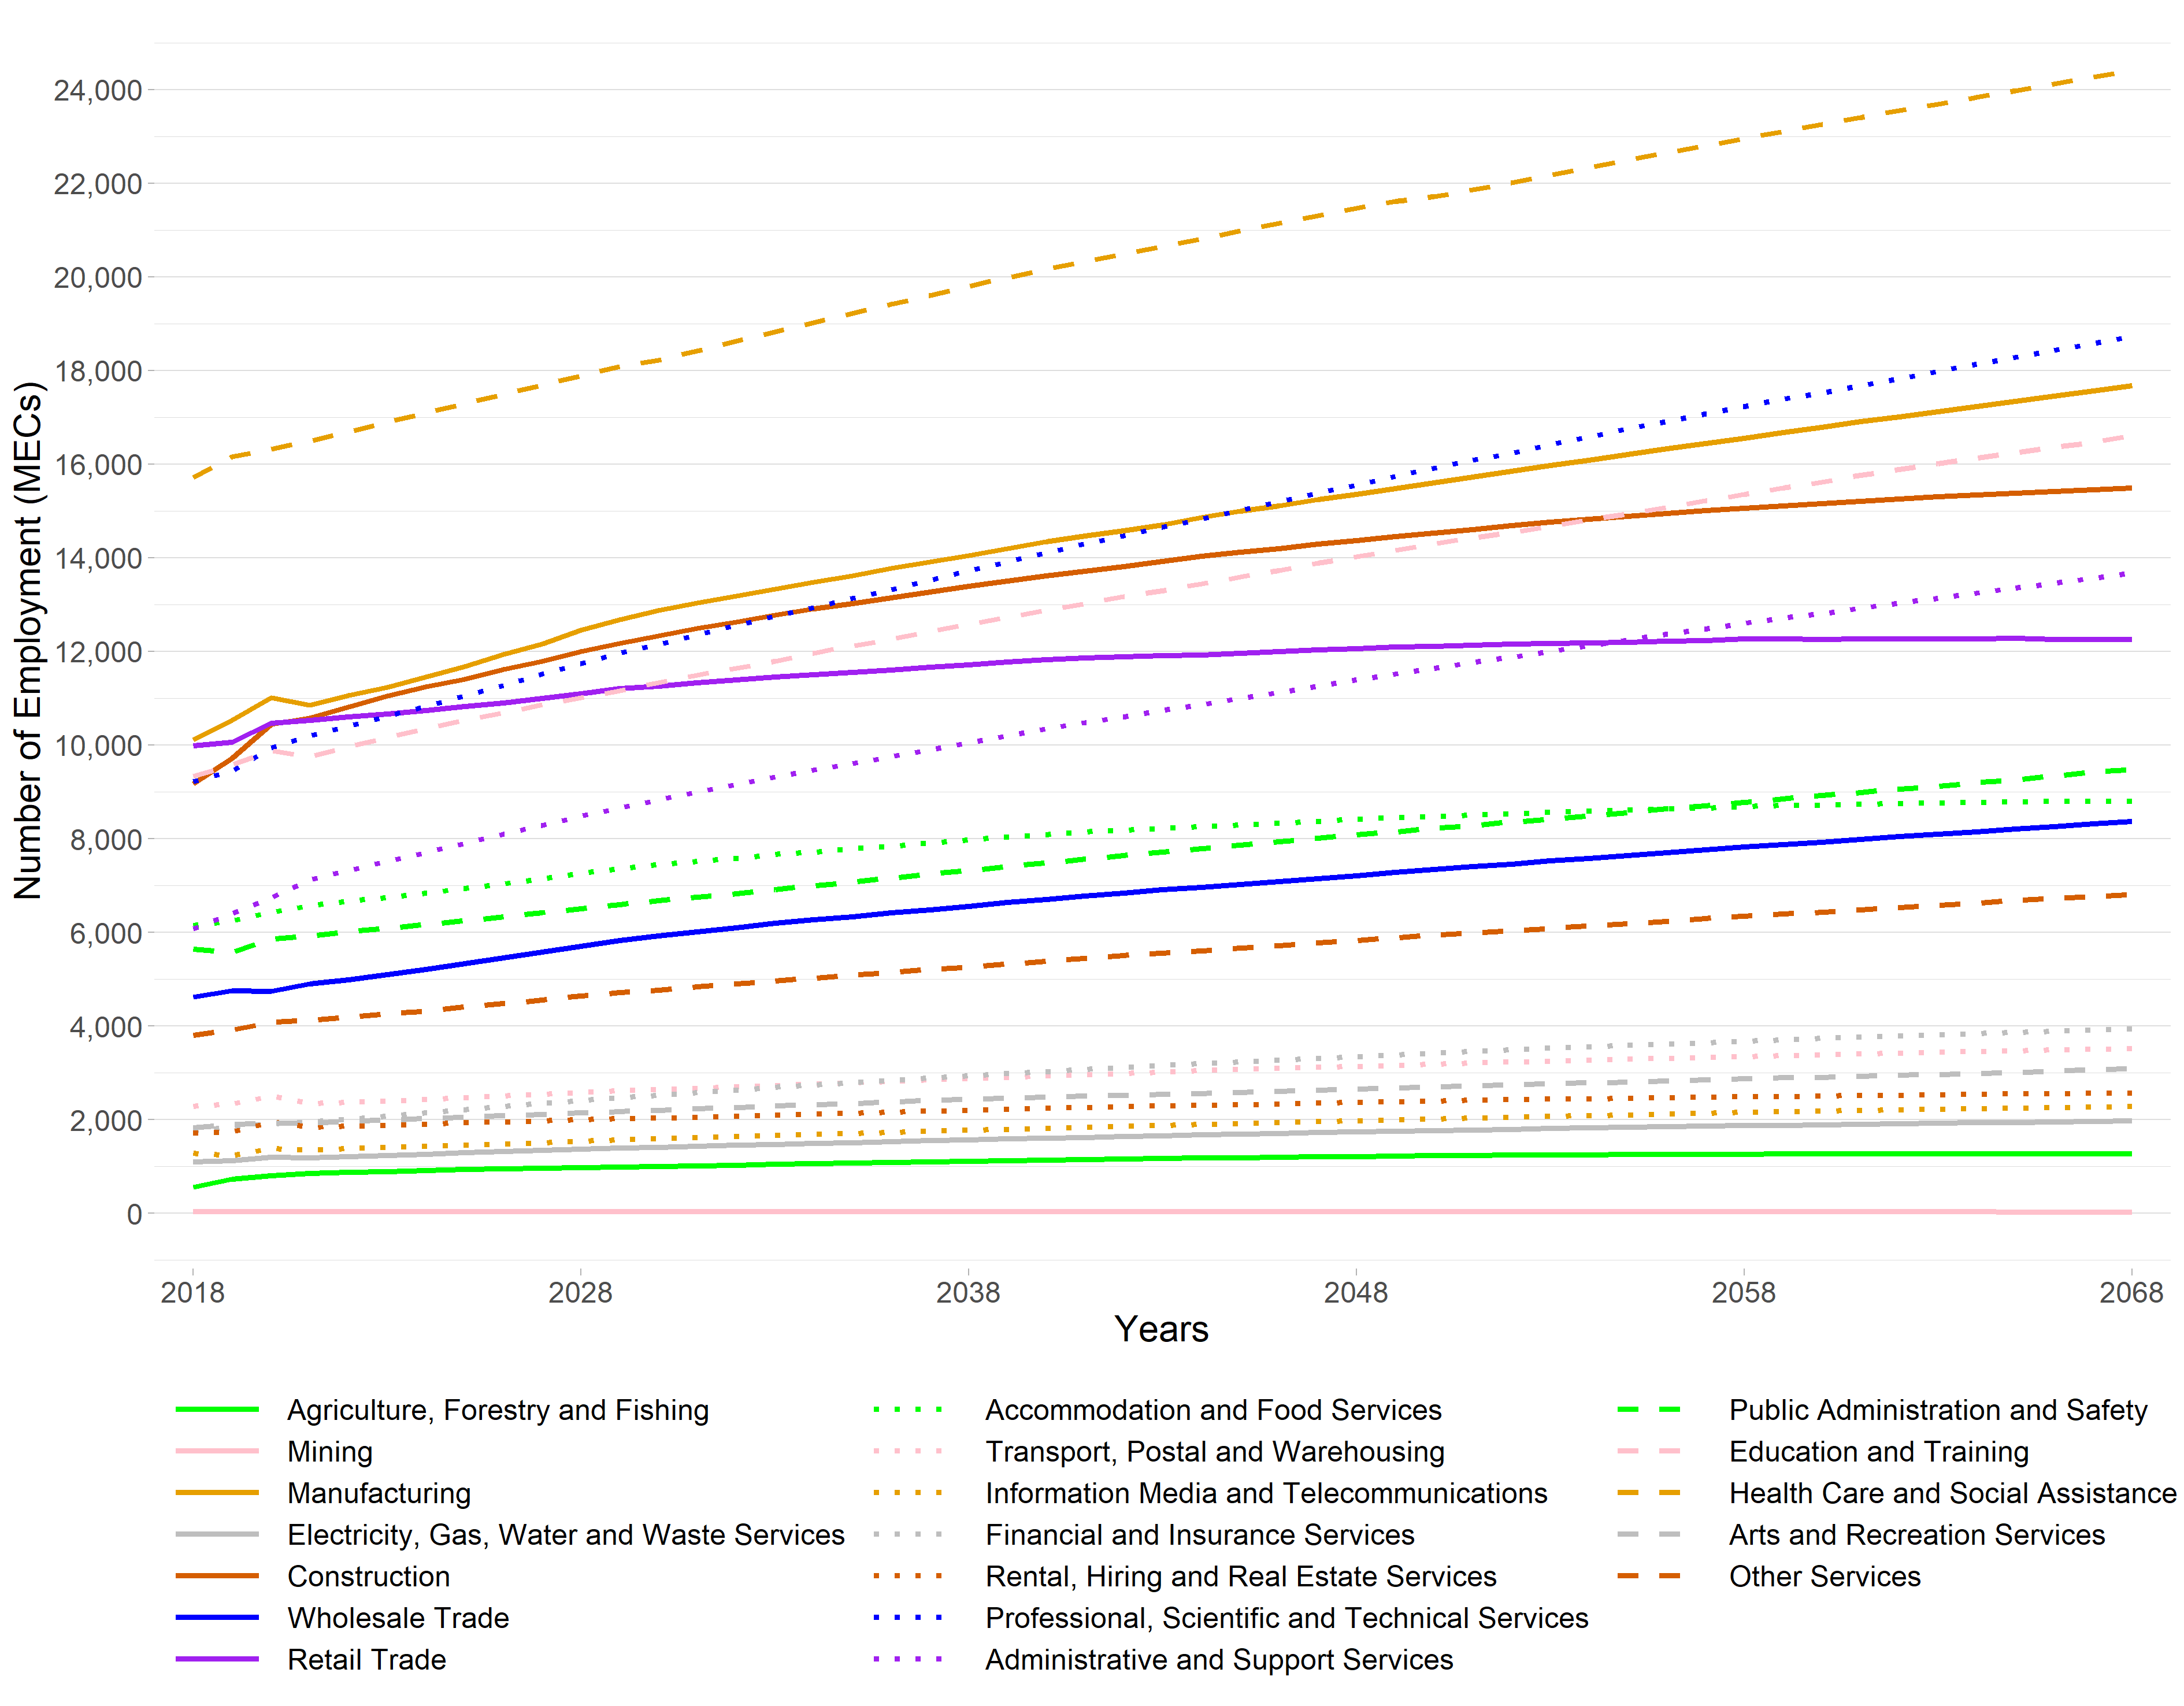 24,000
22,000
20,000
18,000
16,000
14,000
12,000
10,000
8,000
6,000
4,000
2,000
0
Number of Employment (MECs)
2018 2028 2038 2048 2058 2068
Years
Agriculture, Forestry and Fishing
Mining
Manufacturing
Electricity, Gas, Water and Waste Services
Construction
Wholesale Trade
Retail Trade
Accommodation and Food Services
Transport, Postal and Warehousing
Information Media and Telecommunications
Financial and Insurance Services
Rental, Hiring and Real Estate Services
Professional, Scientific and Technical Services
Administrative and Support Services
Public Administration and Safety
Education and Training
Health Care and Social Assistance
Arts and Recreation Services
Other Services